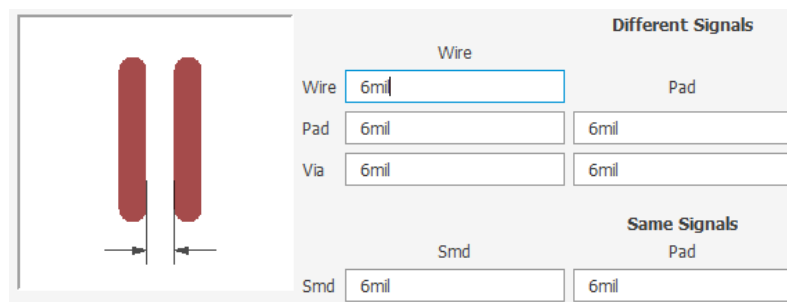 Different Signals
Wire
Wire 6mil Pad
Pad 6mil 6mil
Via 6mil 6mil
Same Signals
Smd Pad
Smd 6mil 6mil